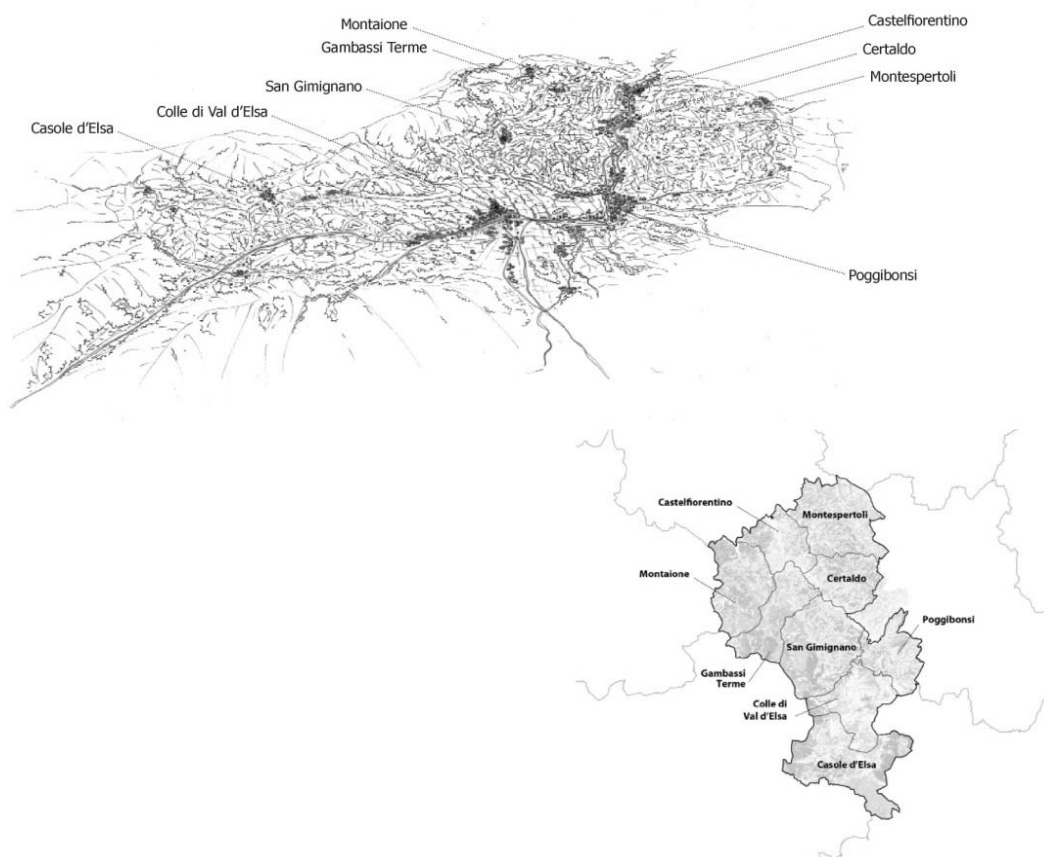 Montaione
Gambassi Terme
San Gimignano
Colle di Val d'Elsa
Casole d'Elsa
Castelfiorentino
Certaldo
Montespertoli
Poggibonsi
Castelfiorentino
Montespertoli
Montaione
Certaldo
Poggibonsi
San Gimignano
Gambassi
Terme
Colle di
Val d'Elsa
Casole d'Elsa